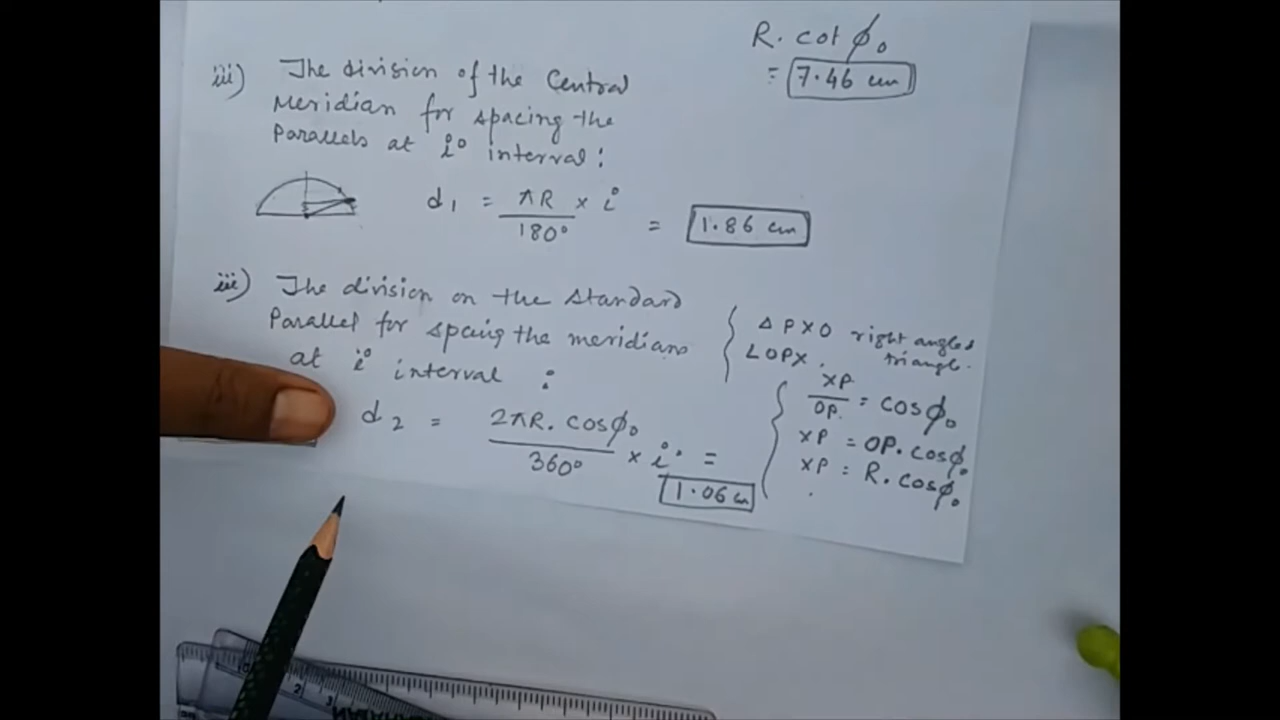 R. cot ϕ₀
= 7.46 cm
iii) The division of the Central
Meridian for spacing the
Parallels at i° interval :
d₁ = πR / 180° × i° = 1.86 cm
iii) The division on the Standard
Parallel for spaing the meridians
at i° interval :
d₂ = 2πR. cosϕ₀ / 360° × i° =
1.06 cm
Δ PXO right angled
∠OPX . triangle.
XP / OP. = cosϕ₀
XP = OP. cosϕ₀
XP = R. cosϕ₀